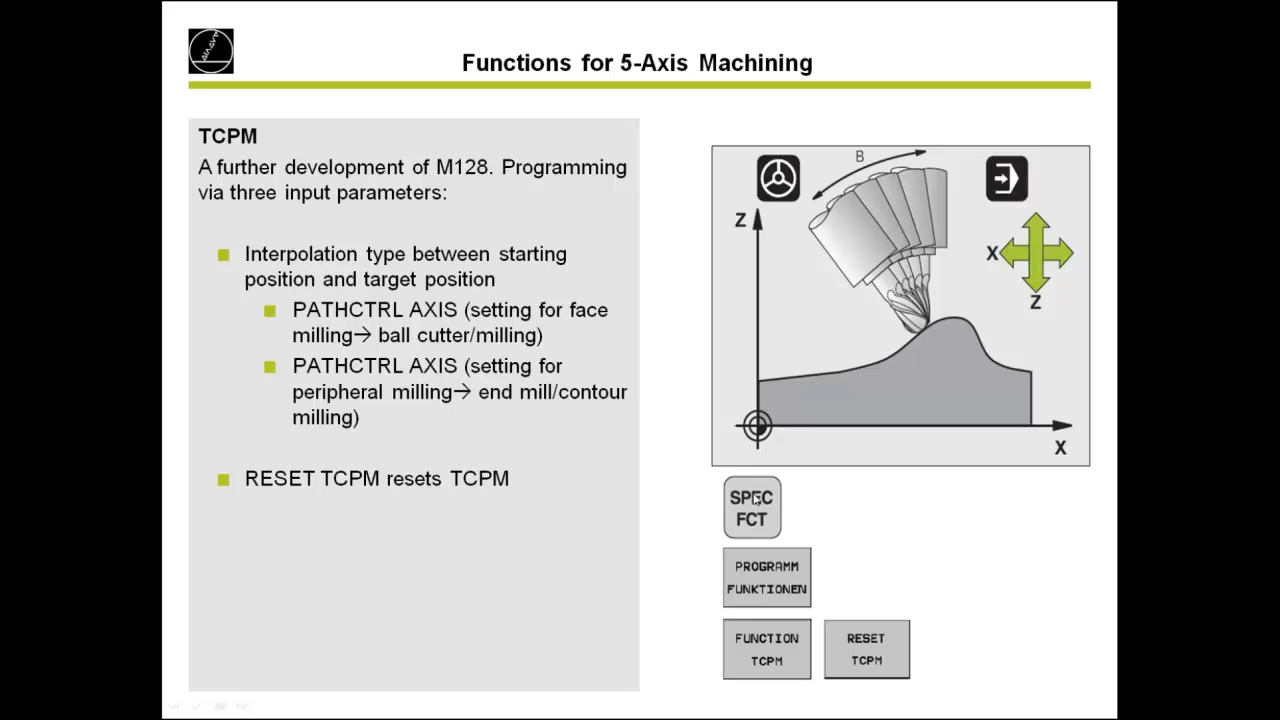 Functions for 5-Axis Machining
TCPM
A further development of M128. Programming
via three input parameters:
Interpolation type between starting
position and target position
PATHCTRL AXIS (setting for face
milling→ ball cutter/milling)
PATHCTRL AXIS (setting for
peripheral milling→ end mill/contour
milling)
RESET TCPM resets TCPM
B
Z
X
Z
X
SPEC
FCT
PROGRAMM
FUNKTIONEN
FUNCTION
TCPM
RESET
TCPM